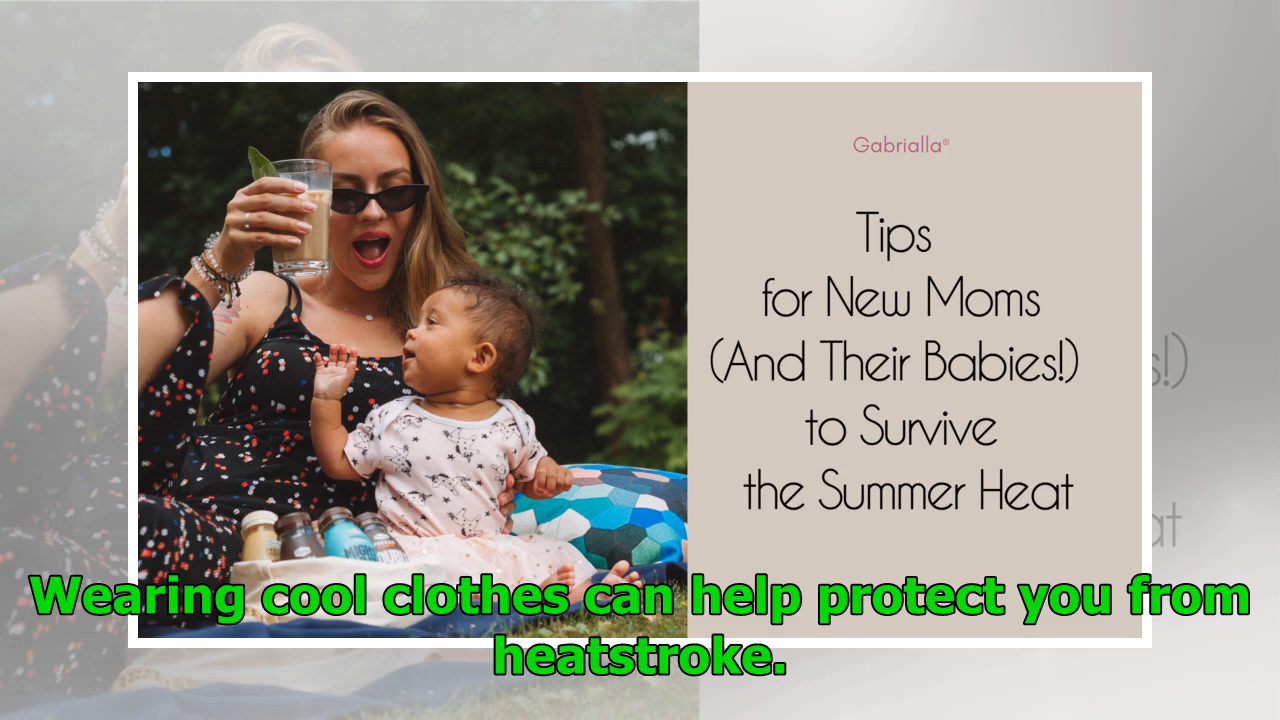 Gabrialla®
Tips
for New Moms
(And Their Babies!)
to Survive
the Summer Heat
s!)
at
Wearing cool clothes can help protect you from
heatstroke.